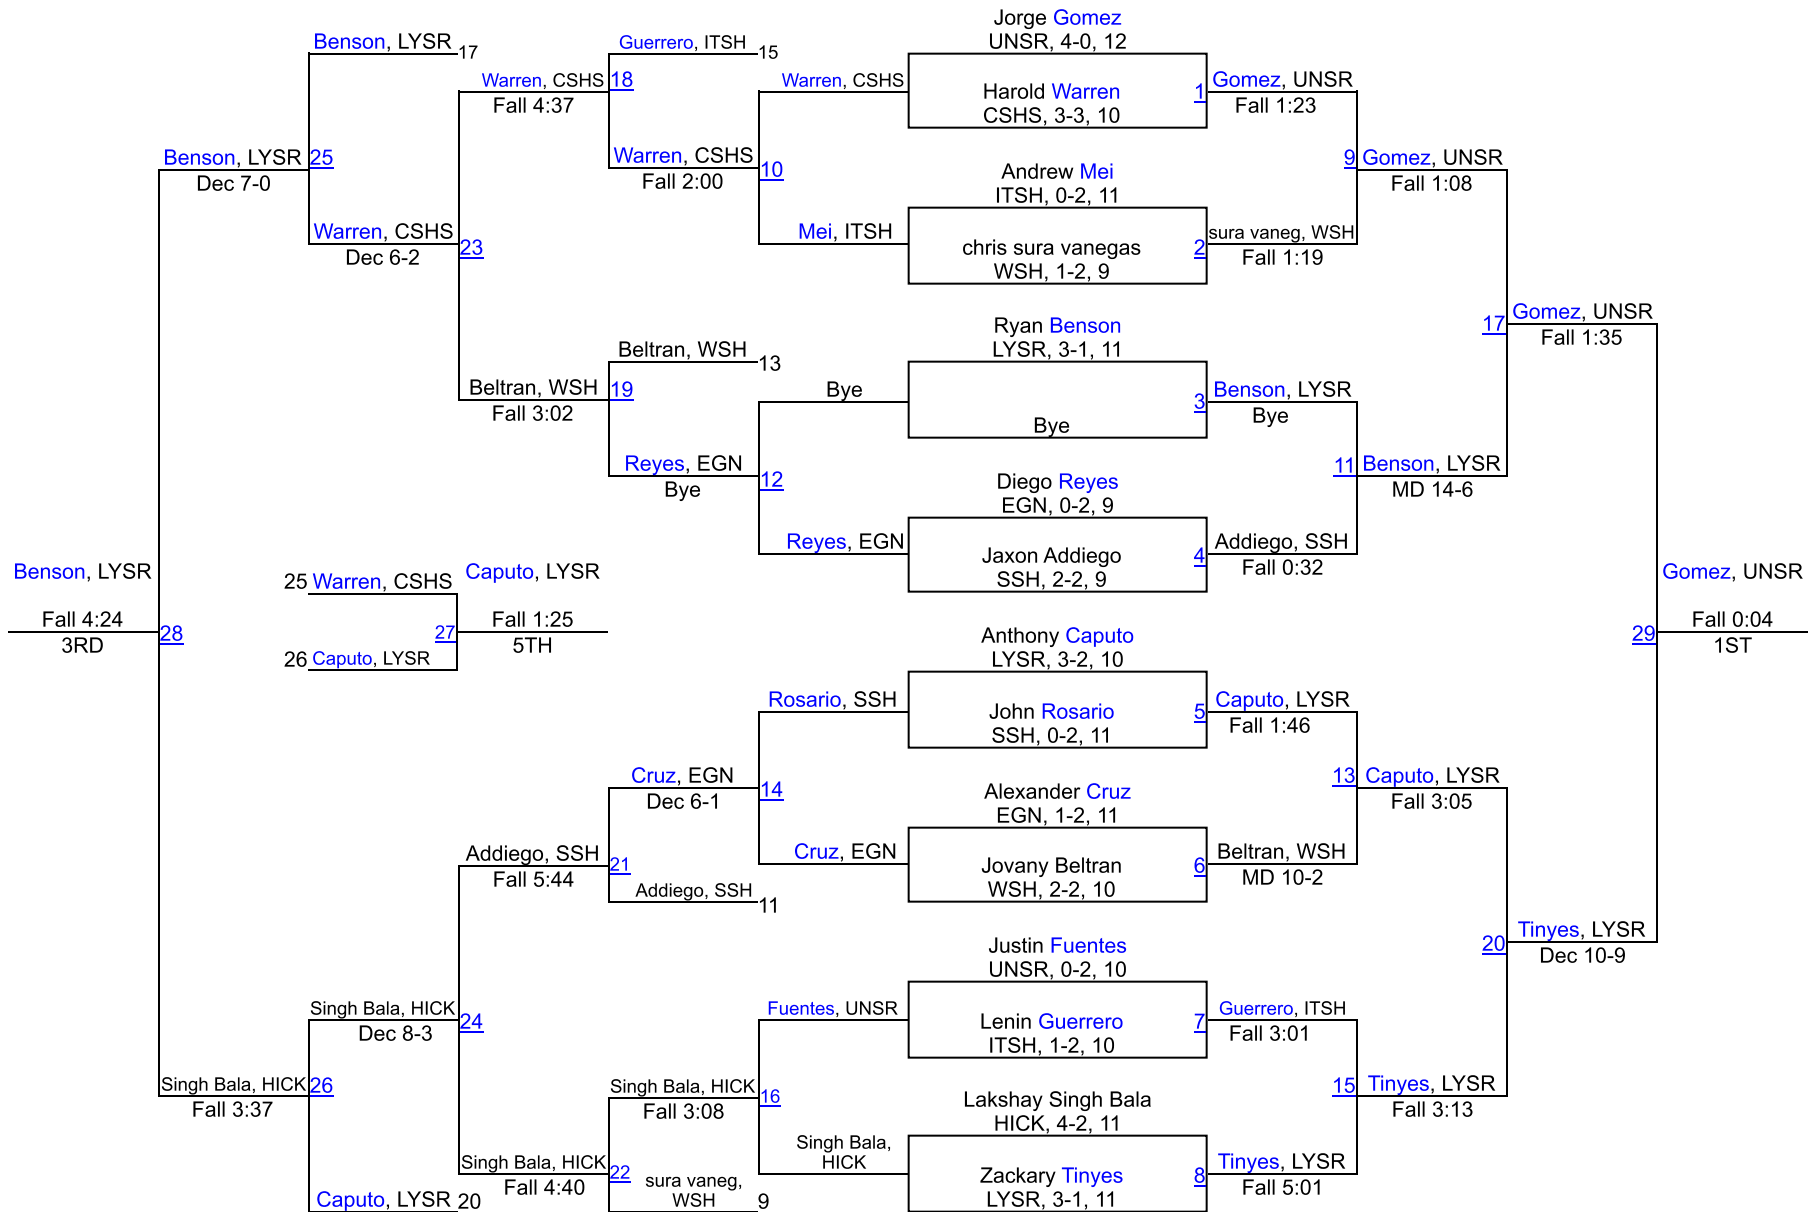 Jorge Gomez
UNSR, 4-0, 12
Harold Warren
CSHS, 3-3, 10
1
Andrew Mei
ITSH, 0-2, 11
chris sura vanegas
WSH, 1-2, 9
2
Ryan Benson
LYSR, 3-1, 11
Bye
3
Diego Reyes
EGN, 0-2, 9
Jaxon Addiego
SSH, 2-2, 9
4
Anthony Caputo
LYSR, 3-2, 10
John Rosario
SSH, 0-2, 11
5
Alexander Cruz
EGN, 1-2, 11
Jovany Beltran
WSH, 2-2, 10
6
Justin Fuentes
UNSR, 0-2, 10
Lenin Guerrero
ITSH, 1-2, 10
7
Lakshay Singh Bala
HICK, 4-2, 11
Zackary Tinyes
LYSR, 3-1, 11
8
Gomez, UNSR
Fall 1:23
sura vaneg, WSH
Fall 1:19
Benson, LYSR
Bye
Addiego, SSH
Fall 0:32
Caputo, LYSR
Fall 1:46
Beltran, WSH
MD 10-2
Guerrero, ITSH
Fall 3:01
Tinyes, LYSR
Fall 5:01
9 Gomez, UNSR
Fall 1:08
11 Benson, LYSR
MD 14-6
13 Caputo, LYSR
Fall 3:05
15 Tinyes, LYSR
Fall 3:13
17 Gomez, UNSR
Fall 1:35
20 Tinyes, LYSR
Dec 10-9
Gomez, UNSR
29 Fall 0:04
1ST
Warren, CSHS
Mei, ITSH
Bye
Reyes, EGN
Rosario, SSH
Cruz, EGN
Fuentes, UNSR
Singh Bala,
HICK
Guerrero, ITSH 15
Warren, CSHS 10
Fall 2:00
Beltran, WSH 13
Reyes, EGN 12
Bye
Cruz, EGN 14
Dec 6-1
Addiego, SSH 11
Singh Bala, HICK 16
Fall 3:08
sura vaneg,
WSH 9
Warren, CSHS 18
Fall 4:37
Beltran, WSH 19
Fall 3:02
Addiego, SSH 21
Fall 5:44
Singh Bala, HICK 22
Fall 4:40
Benson, LYSR 17
Warren, CSHS 23
Dec 6-2
Singh Bala, HICK 24
Dec 8-3
Caputo, LYSR 20
Benson, LYSR 25
Dec 7-0
Singh Bala, HICK 26
Fall 3:37
Benson, LYSR
Fall 4:24 28
3RD
25 Warren, CSHS
26 Caputo, LYSR
Caputo, LYSR
27 Fall 1:25
5TH